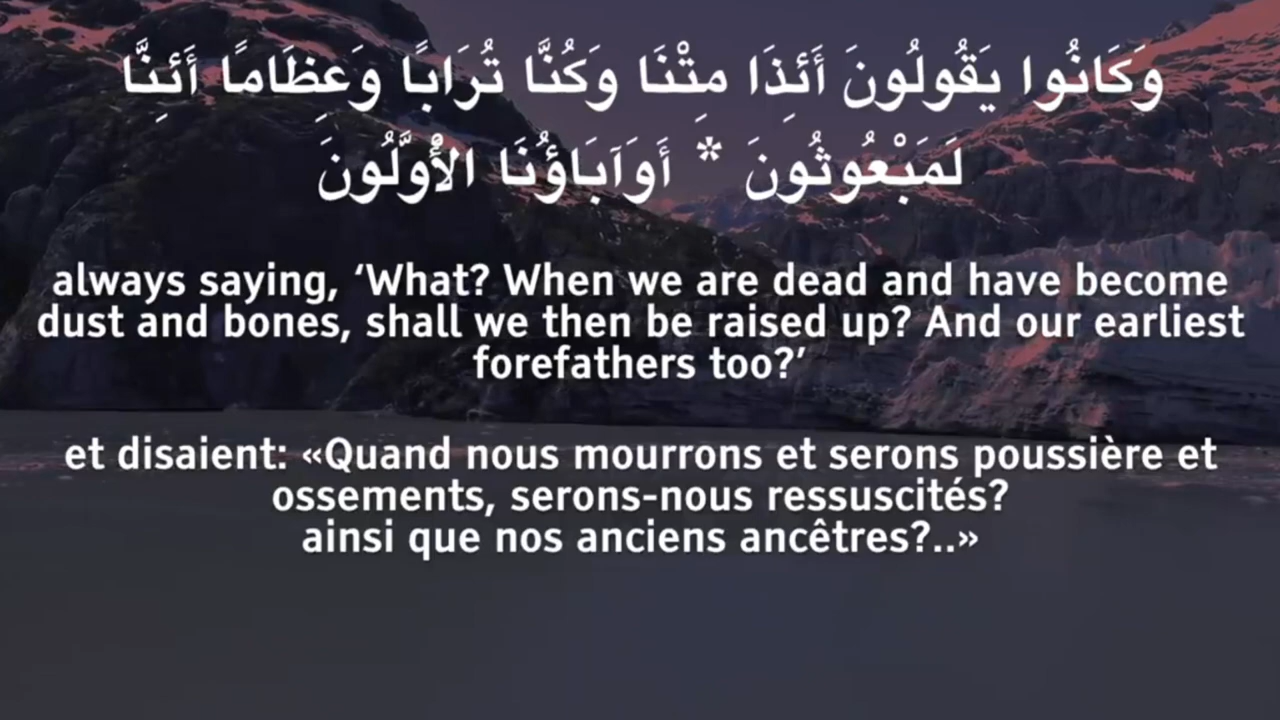 وَكَانُوا يَقُولُونَ أَئِذَا مِتْنَا وَكُنَّا تُرَابًا وَعِظَامًا أَئِنَّا
لَمَبْعُوثُونَ * أَوَآبَاؤُنَا الأَوَّلُونَ
always saying, ‘What? When we are dead and have become
dust and bones, shall we then be raised up? And our earliest
forefathers too?’
et disaient: «Quand nous mourrons et serons poussière et
ossements, serons-nous ressuscités?
ainsi que nos anciens ancêtres?..»